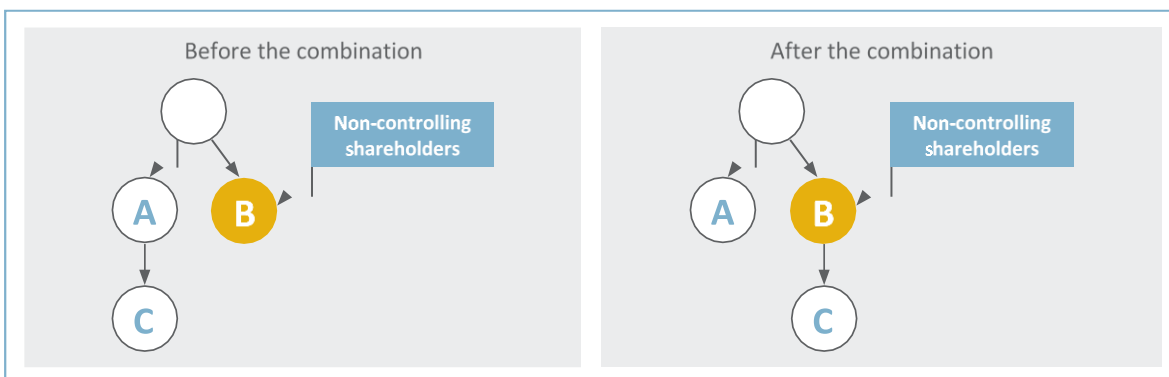 Before the combination
Non-controlling
shareholders
A
B
C
After the combination
Non-controlling
shareholders
A
B
C